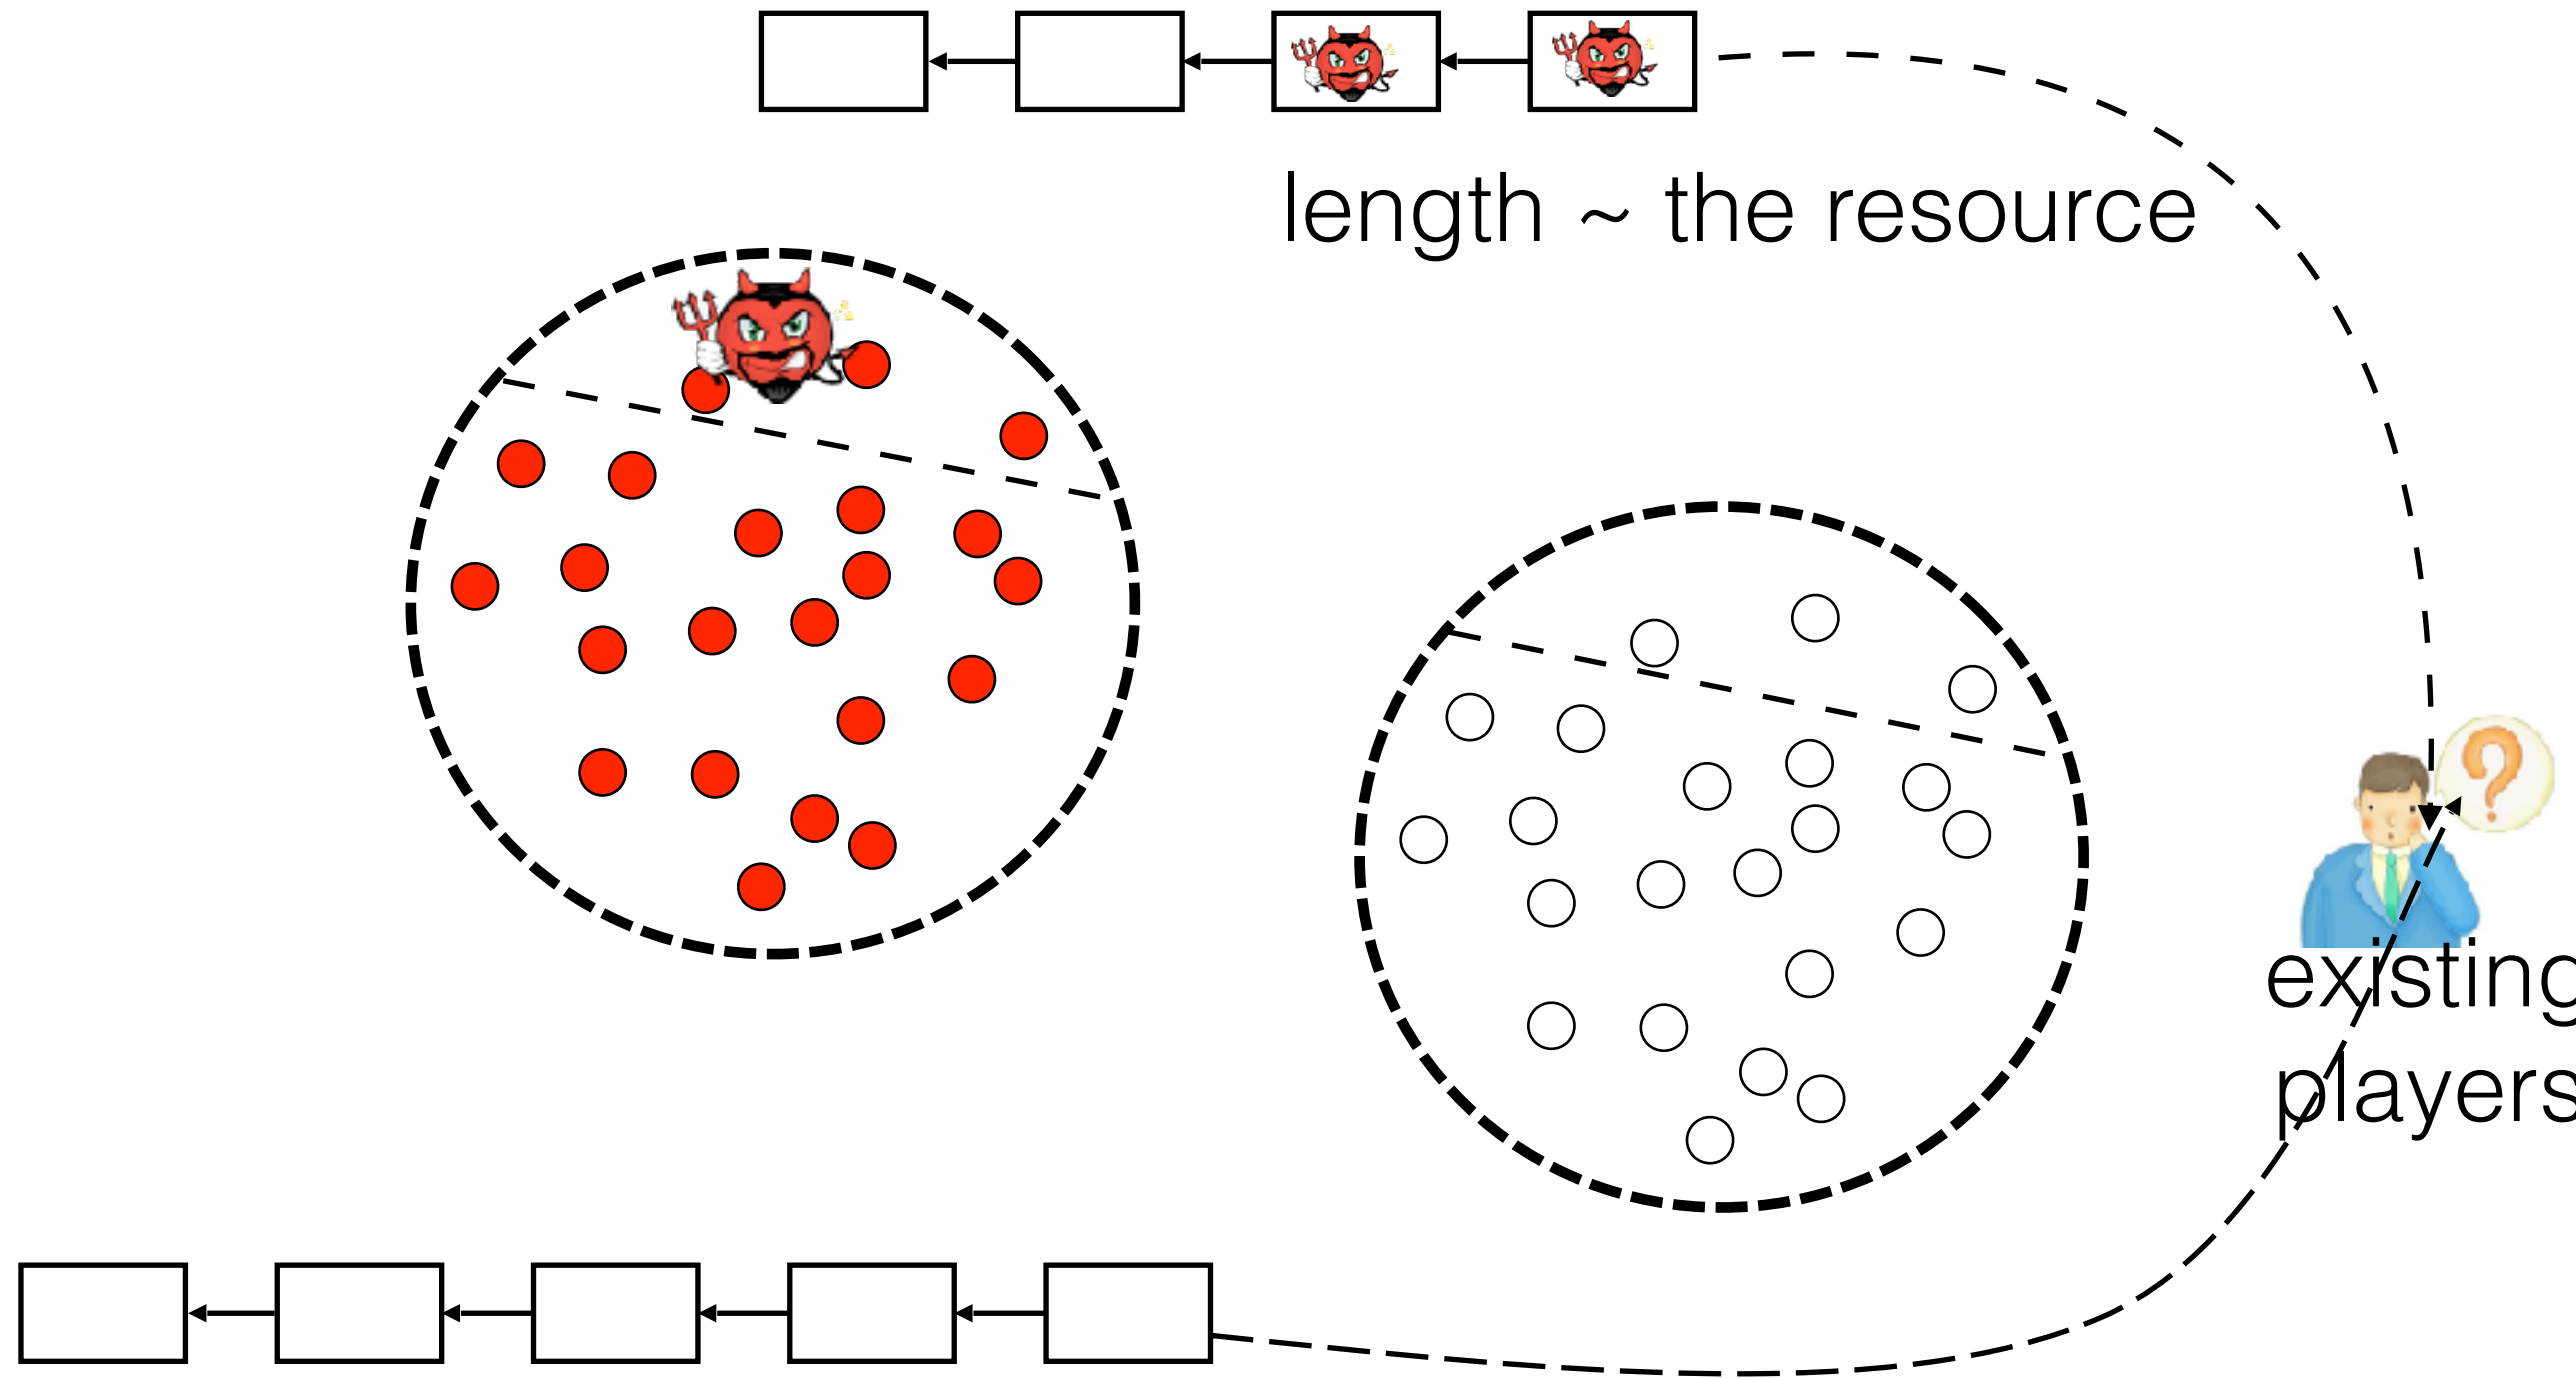 length ~ the resource
?
existing
players